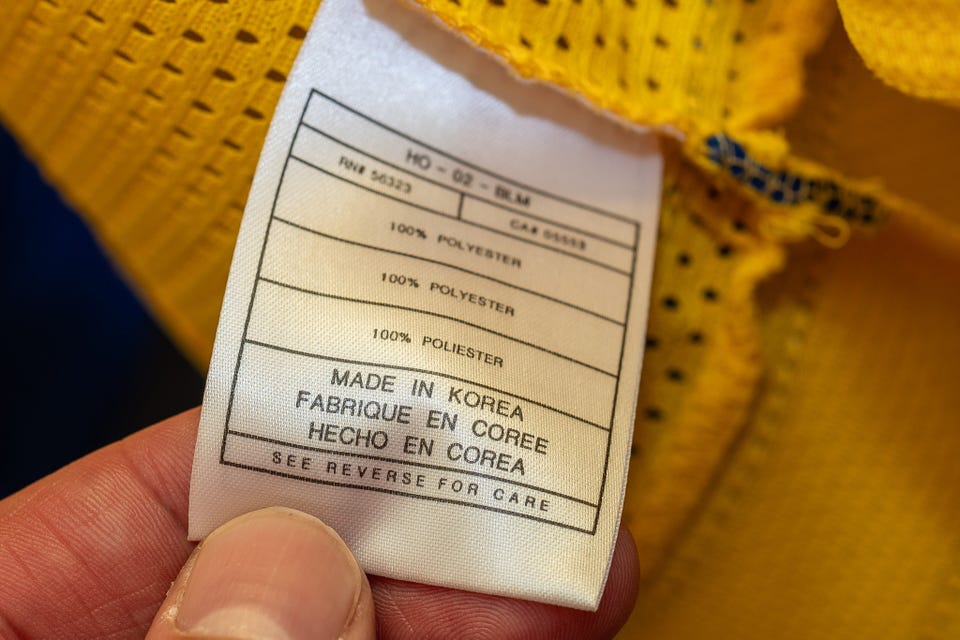 HO - 02 - BLM
RN# 56323
CA# 05553
100% POLYESTER
100% POLYESTER
100% POLIESTER
MADE IN KOREA
FABRIQUE EN COREE
HECHO EN COREA
SEE REVERSE FOR CARE